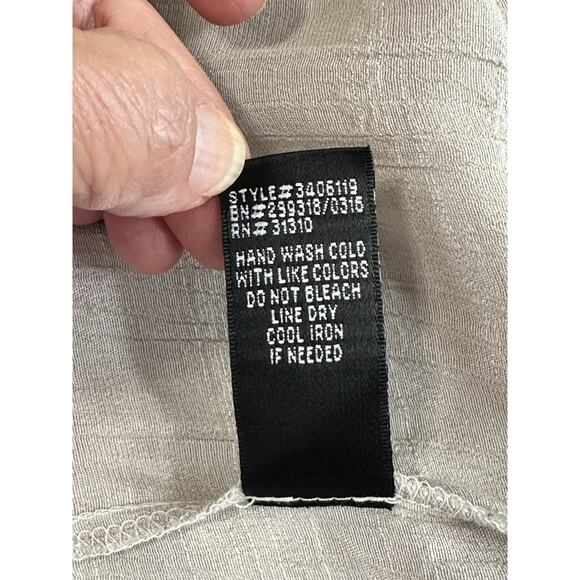 STYLE# 3406119
BN# 299318/0316
RN# 31310
HAND WASH COLD
WITH LIKE COLORS
DO NOT BLEACH
LINE DRY
COOL IRON
IF NEEDED